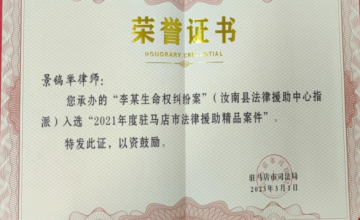 荣誉证书
HOUORARY CREDENTIAL
景镐举律师：
您承办的“李某生命权纠纷案”（汝南县法律援助中心指
派）入选“2021年度驻马店市法律援助精品案件”。
特发此证，以资鼓励。
驻马店市司法局
2023年3月1日